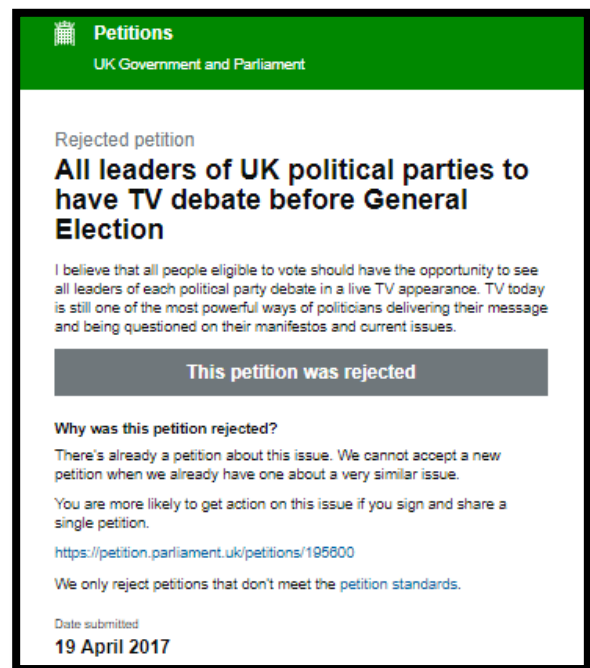 Petitions
UK Government and Parliament
Rejected petition
All leaders of UK political parties to
have TV debate before General
Election
I believe that all people eligible to vote should have the opportunity to see
all leaders of each political party debate in a live TV appearance. TV today
is still one of the most powerful ways of politicians delivering their message
and being questioned on their manifestos and current issues.
This petition was rejected
Why was this petition rejected?
There's already a petition about this issue. We cannot accept a new
petition when we already have one about a very similar issue.
You are more likely to get action on this issue if you sign and share a
single petition.
https://petition.parliament.uk/petitions/195600
We only reject petitions that don't meet the petition standards.
Date submitted
19 April 2017